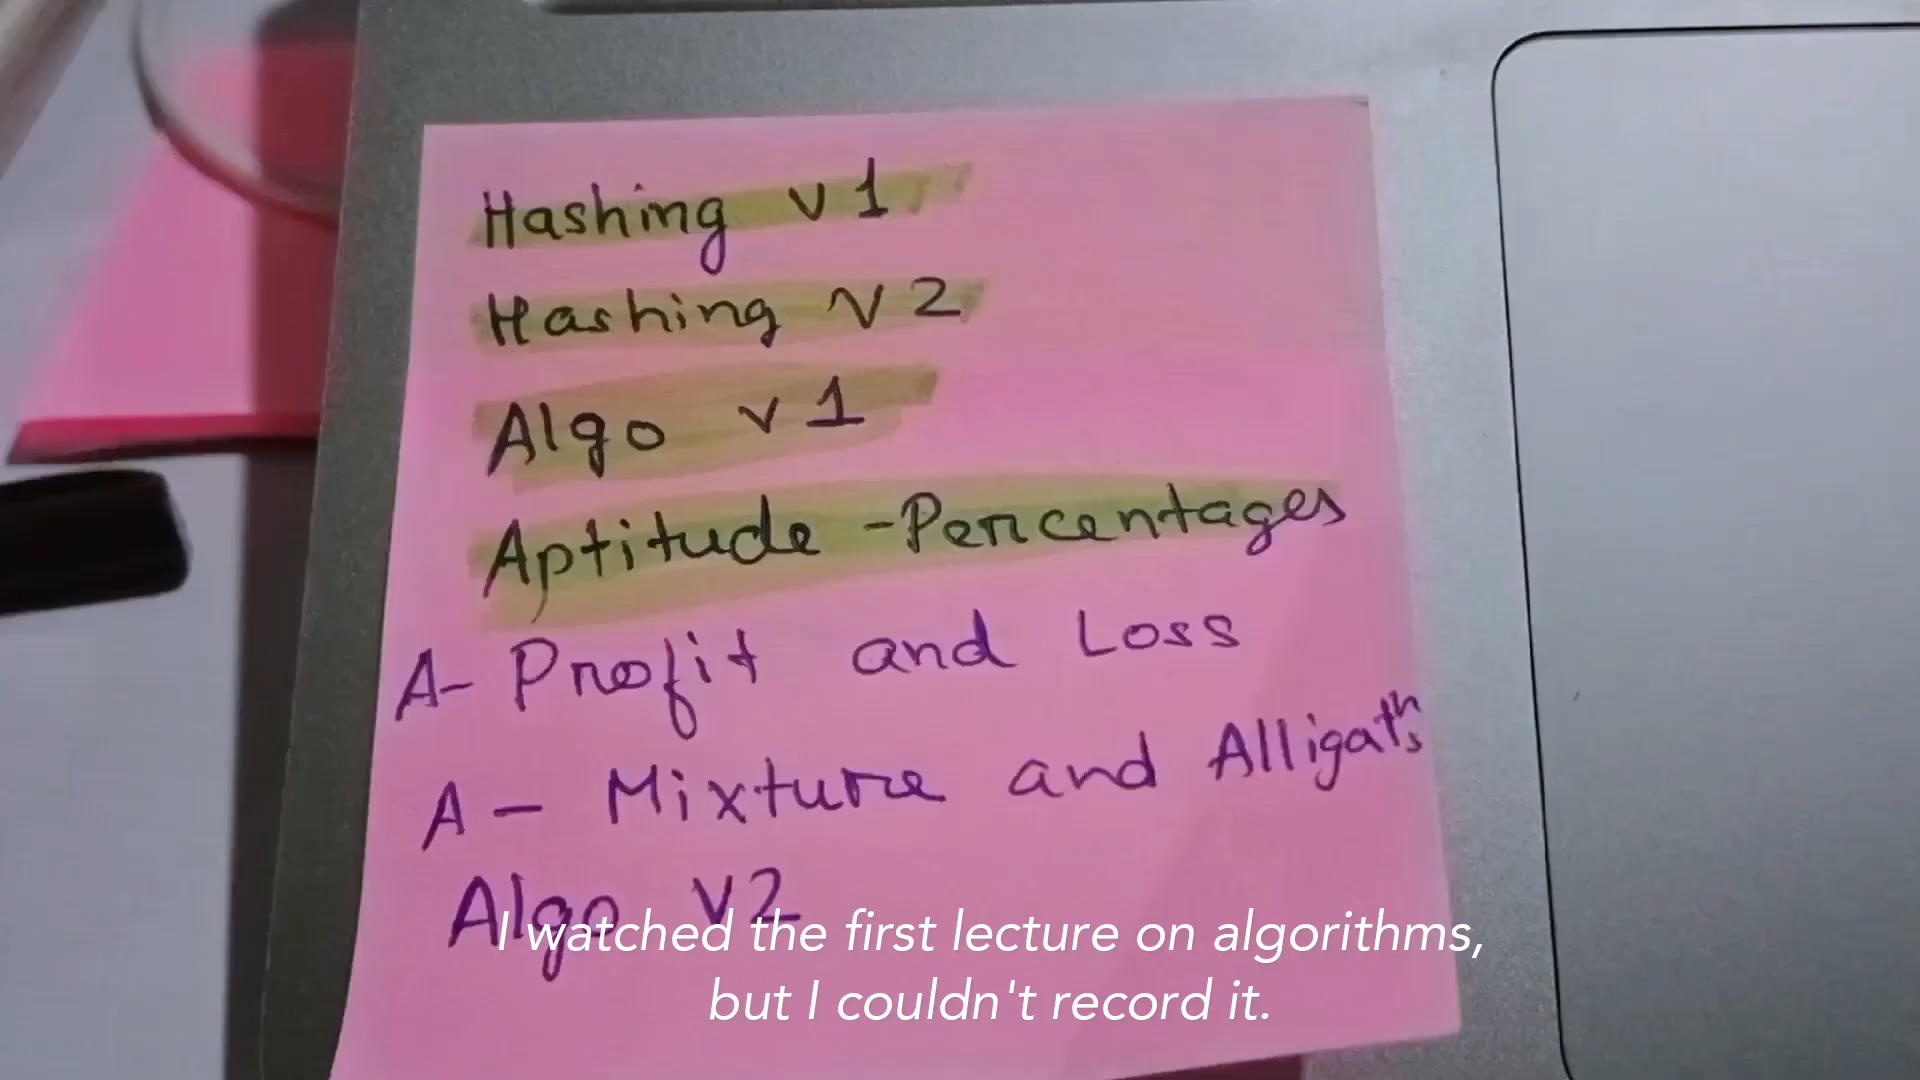 Hashing v1
Hashing v2
Algo v1
Aptitude - Percentages
A- Profit and Loss
A - Mixture and
Algo v2
I watched the first lecture on algorithms,
but I couldn't record it.